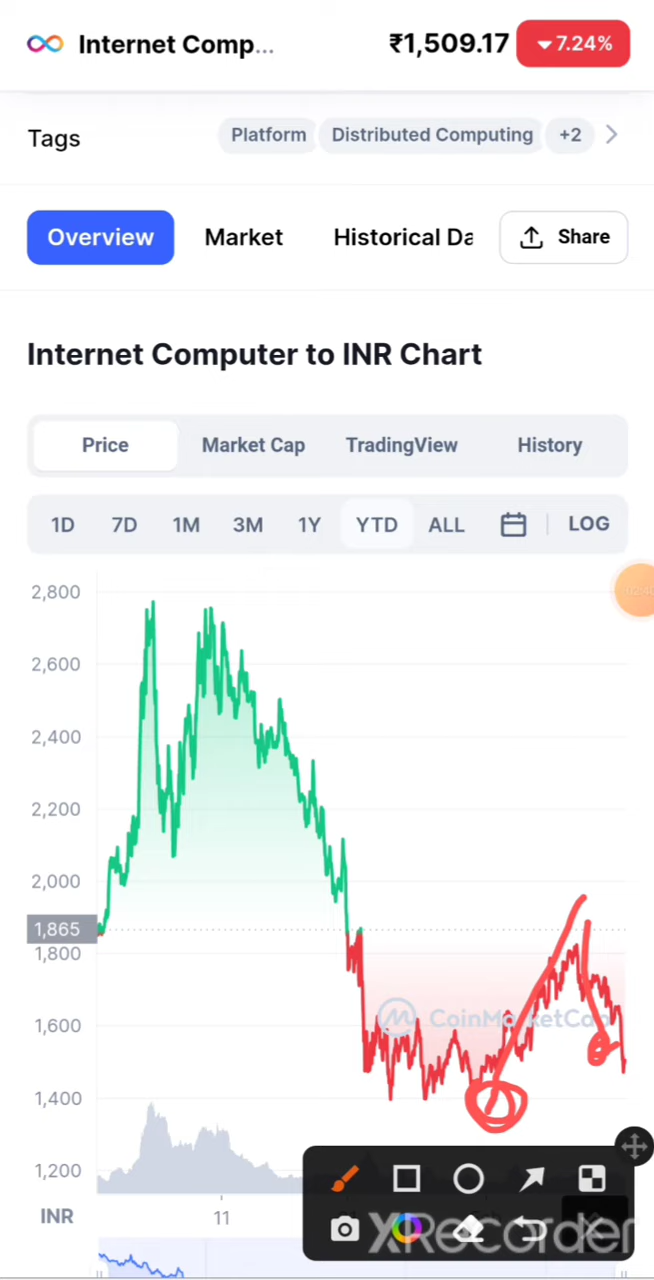 Internet Comp... ₹1,509.17 7.24%
Tags Platform Distributed Computing +2
Overview Market Historical Da Share
Internet Computer to INR Chart
Price Market Cap TradingView History
1D 7D 1M 3M 1Y YTD ALL LOG
2,800
2,600
2,400
2,200
2,000
1,865
1,800
1,600
CoinMarketCap
1,400
1,200
INR 11
XRecorder